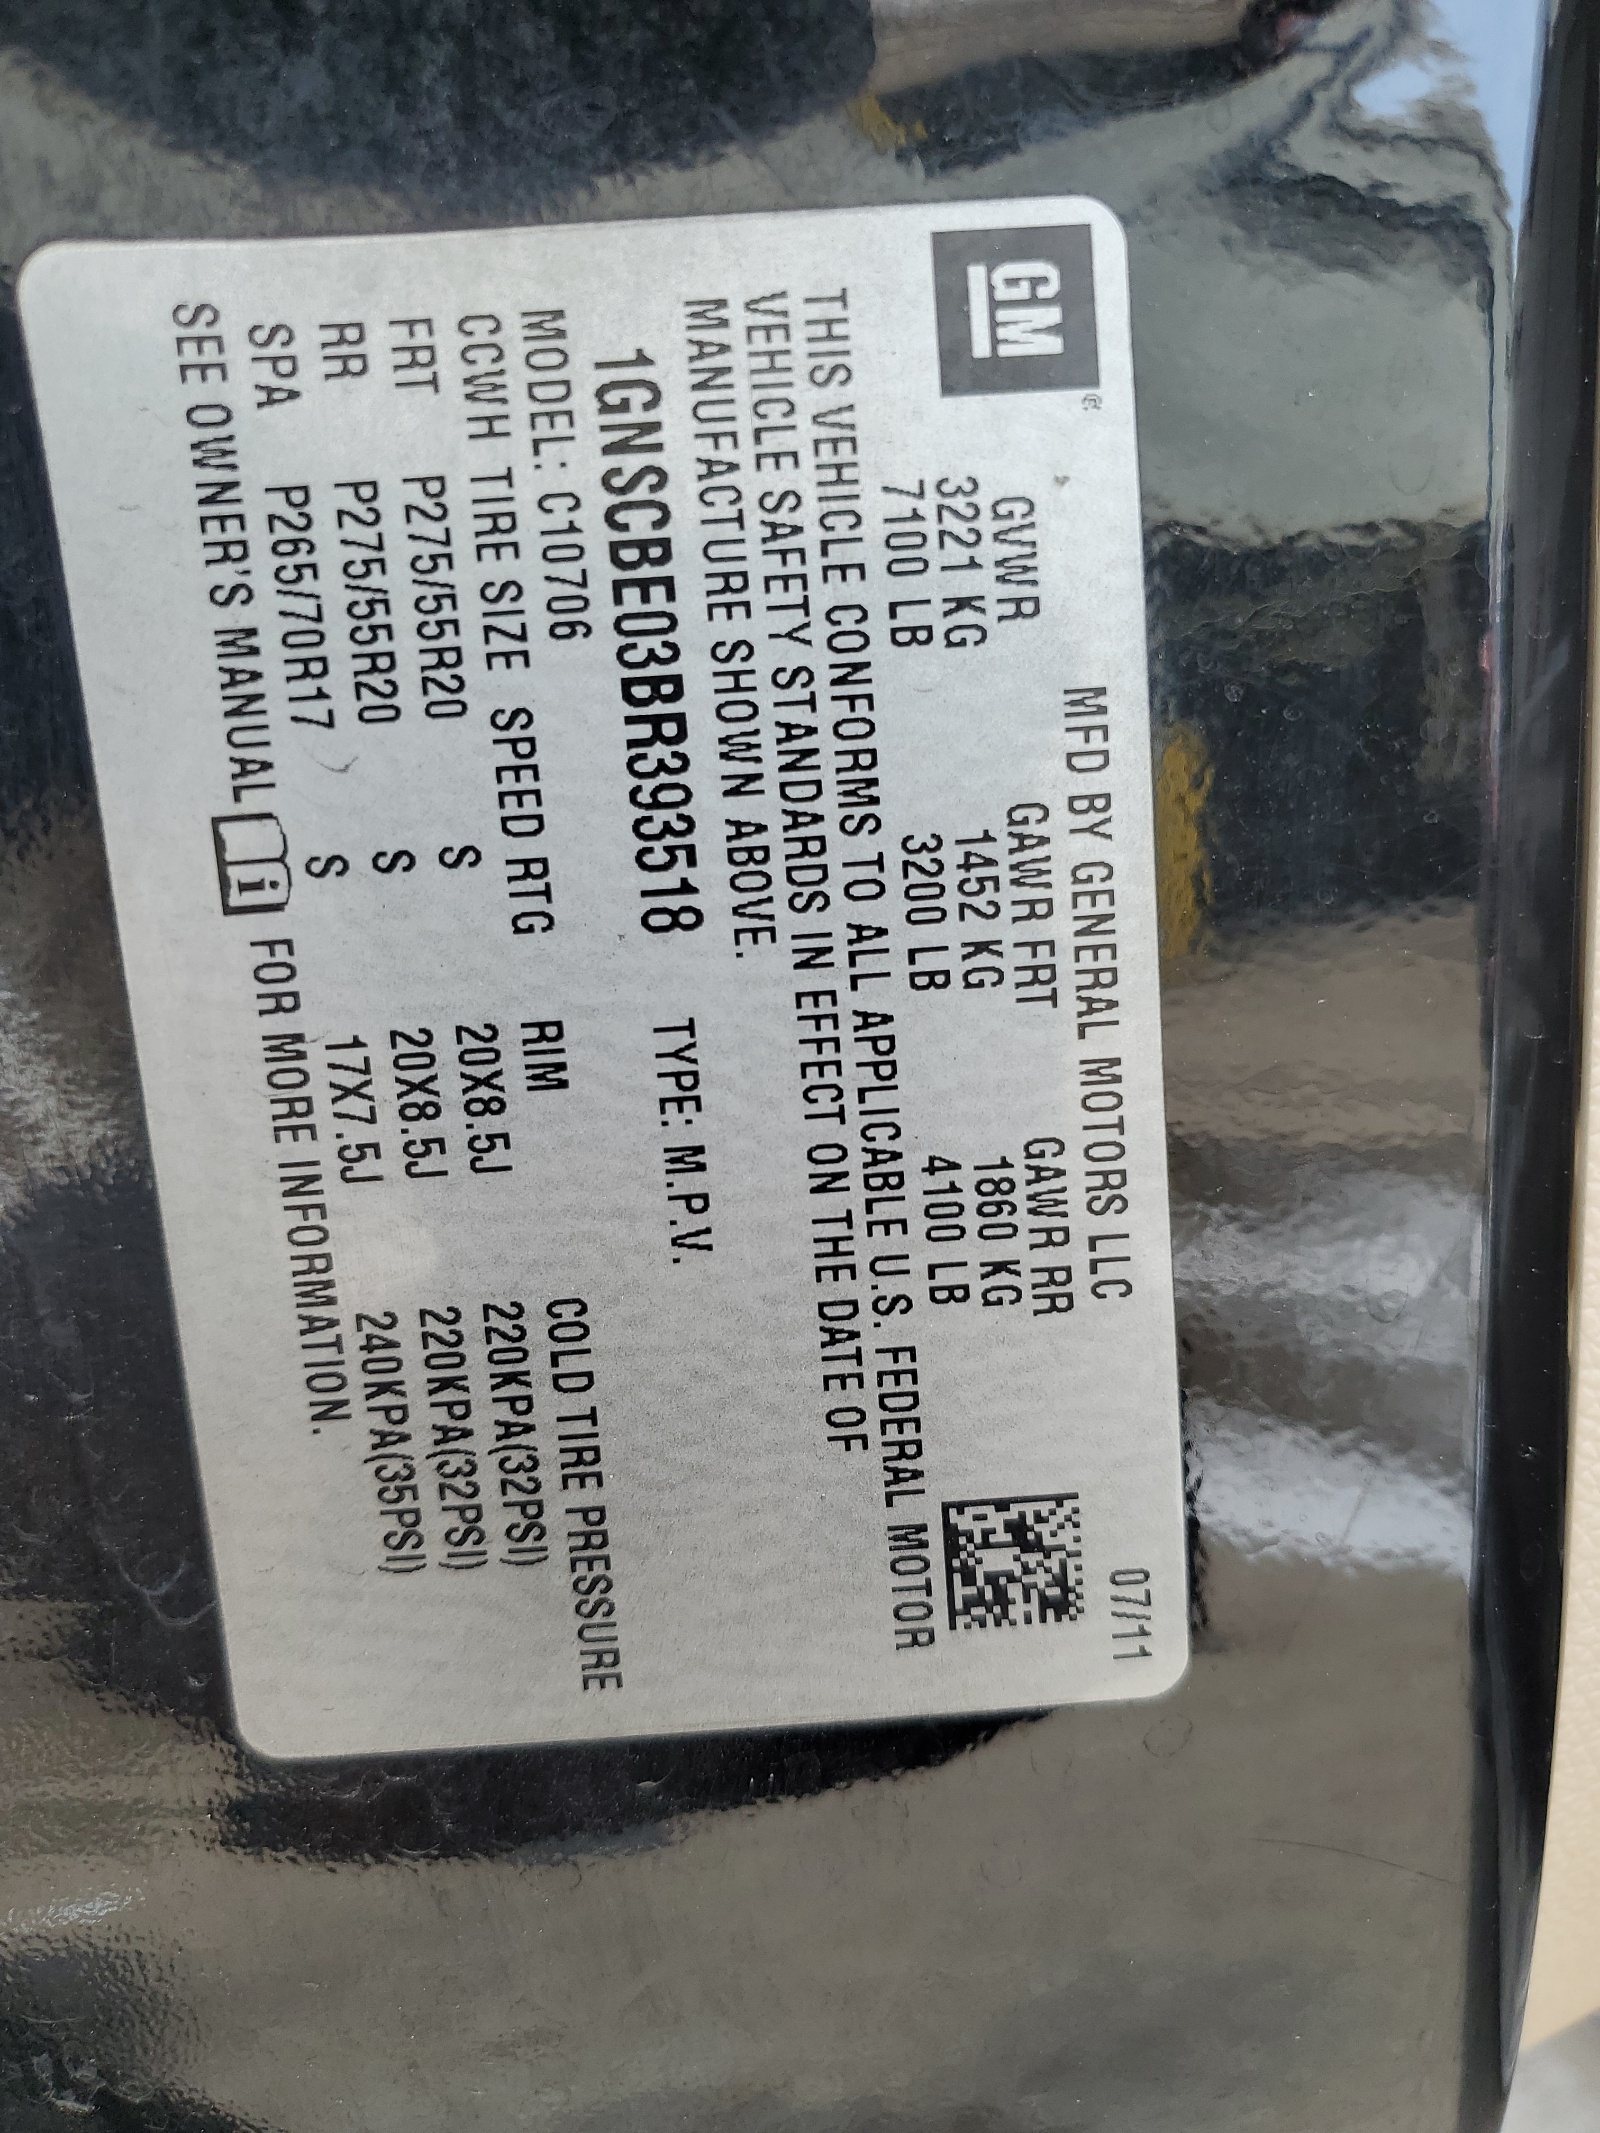 GM
MFD BY GENERAL MOTORS LLC 07/11
GVWR GAWR FRT GAWR RR
3221 KG 1452 KG 1860 KG
7100 LB 3200 LB 4100 LB
THIS VEHICLE CONFORMS TO ALL APPLICABLE U.S. FEDERAL MOTOR
VEHICLE SAFETY STANDARDS IN EFFECT ON THE DATE OF
MANUFACTURE SHOWN ABOVE.
1GNSCBE03BR393518 TYPE: M.P.V.
MODEL: C10706
CCWH TIRE SIZE SPEED RTG RIM COLD TIRE PRESSURE
FRT P275/55R20 S 20X8.5J 220KPA(32PSI)
RR P275/55R20 S 20X8.5J 220KPA(32PSI)
SPA P265/70R17 S 17X7.5J 240KPA(35PSI)
SEE OWNER'S MANUAL i FOR MORE INFORMATION.